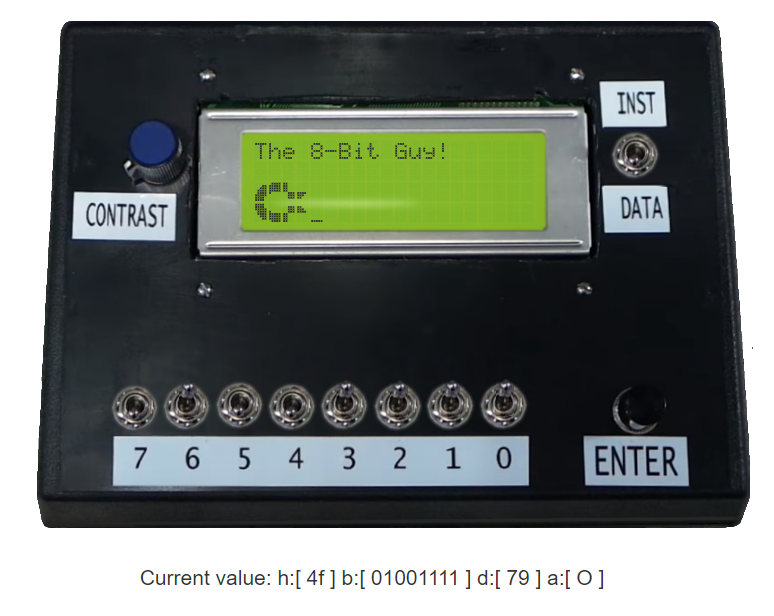 INST
The 8-Bit Guy!
CONTRAST
DATA
7 6 5 4 3 2 1 0
ENTER
Current value: h:[ 4f ] b:[ 01001111 ] d:[ 79 ] a:[ O ]